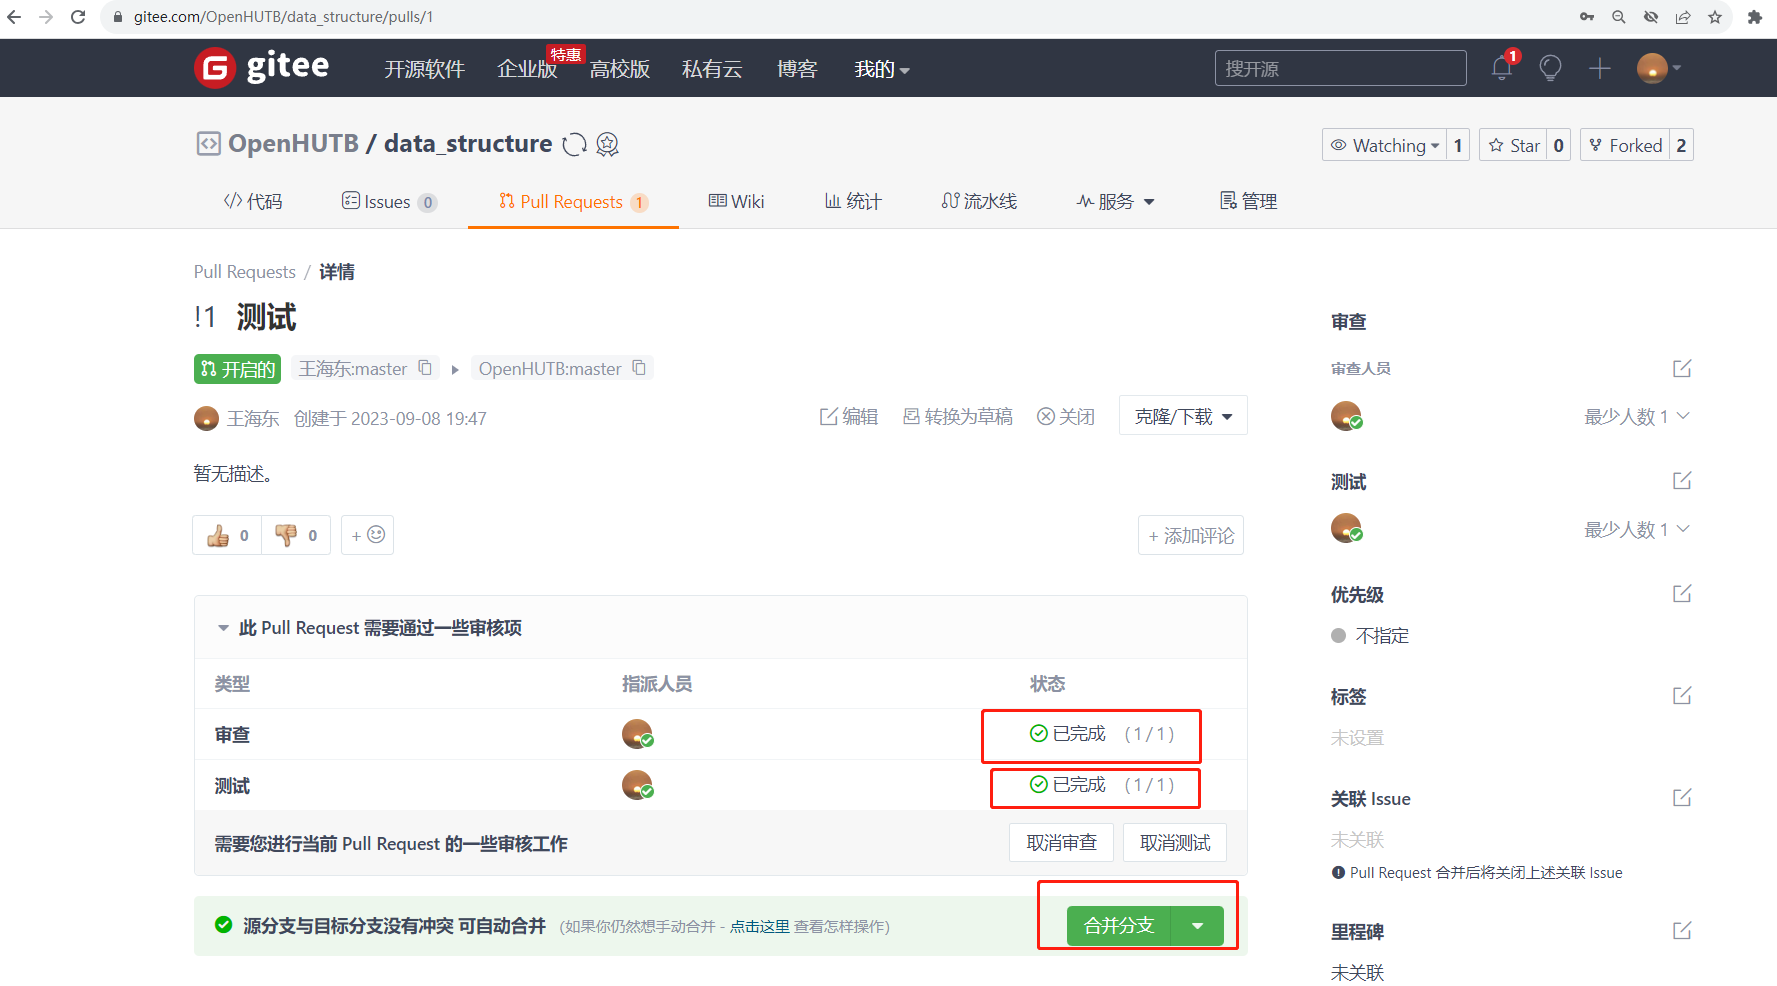 gitee.com/OpenHUTB/data_structure/pulls/1
gitee 开源软件 企业版 特惠 高校版 私有云 博客 我的 搜开源 1
OpenHUTB / data_structure Watching 1 Star 0 Forked 2
代码 Issues 0 Pull Requests 1 Wiki 统计 流水线 服务 管理
Pull Requests / 详情
!1 测试
开启的 王海东:master OpenHUTB:master
王海东 创建于 2023-09-08 19:47 编辑 转换为草稿 关闭 克隆/下载
暂无描述。
0 0 + + 添加评论
此 Pull Request 需要通过一些审核项
类型 指派人员 状态
审查 已完成 (1/1)
测试 已完成 (1/1)
需要您进行当前 Pull Request 的一些审核工作 取消审查 取消测试
源分支与目标分支没有冲突 可自动合并 (如果你仍然想手动合并 - 点击这里 查看怎样操作) 合并分支
审查
审查人员
最少人数 1
测试
最少人数 1
优先级
不指定
标签
未设置
关联 Issue
未关联
Pull Request 合并后将关闭上述关联 Issue
里程碑
未关联